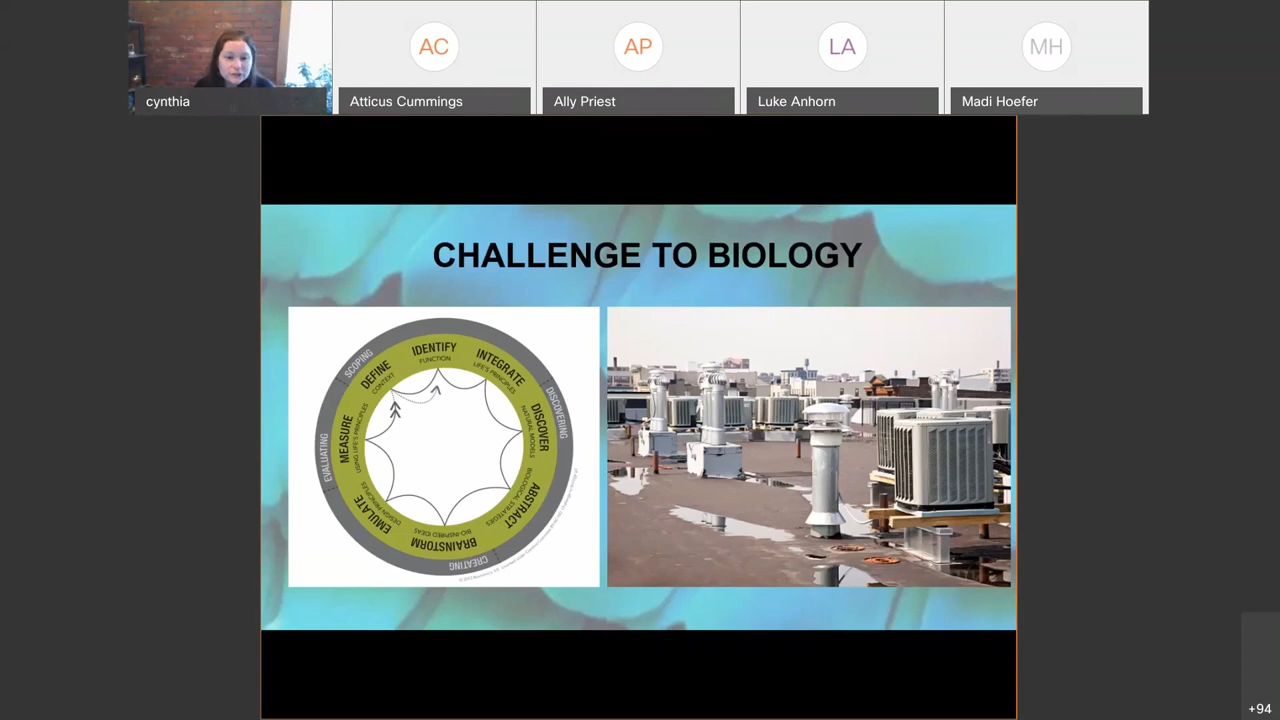 AC
AP
LA
MH
cynthia
Atticus Cummings
Ally Priest
Luke Anhorn
Madi Hoefer
CHALLENGE TO BIOLOGY
SCOPING
DISCOVERING
CREATING
EVALUATING
IDENTIFY
FUNCTION
INTEGRATE
LIFE'S PRINCIPLES
DISCOVER
NATURAL MODELS
ABSTRACT
BIOLOGICAL STRATEGIES
BRAINSTORM
BIO-INSPIRED IDEAS
EMULATE
DESIGN PRINCIPLES
MEASURE
USING LIFE'S PRINCIPLES
DEFINE
CONTEXT
+94